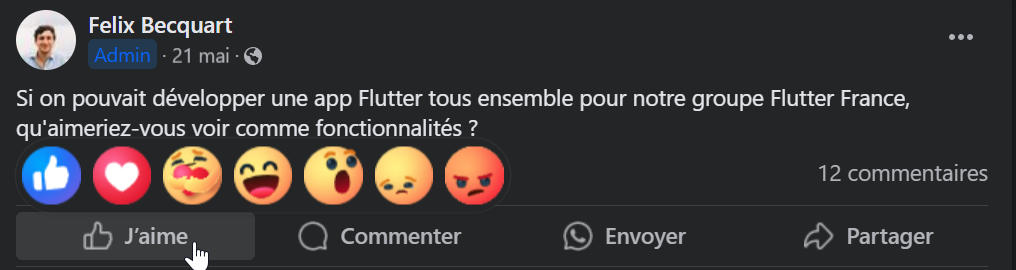 Felix Becquart
Admin · 21 mai ·
Si on pouvait développer une app Flutter tous ensemble pour notre groupe Flutter France,
qu'aimeriez-vous voir comme fonctionnalités ?
12 commentaires
J’aime Commenter Envoyer Partager